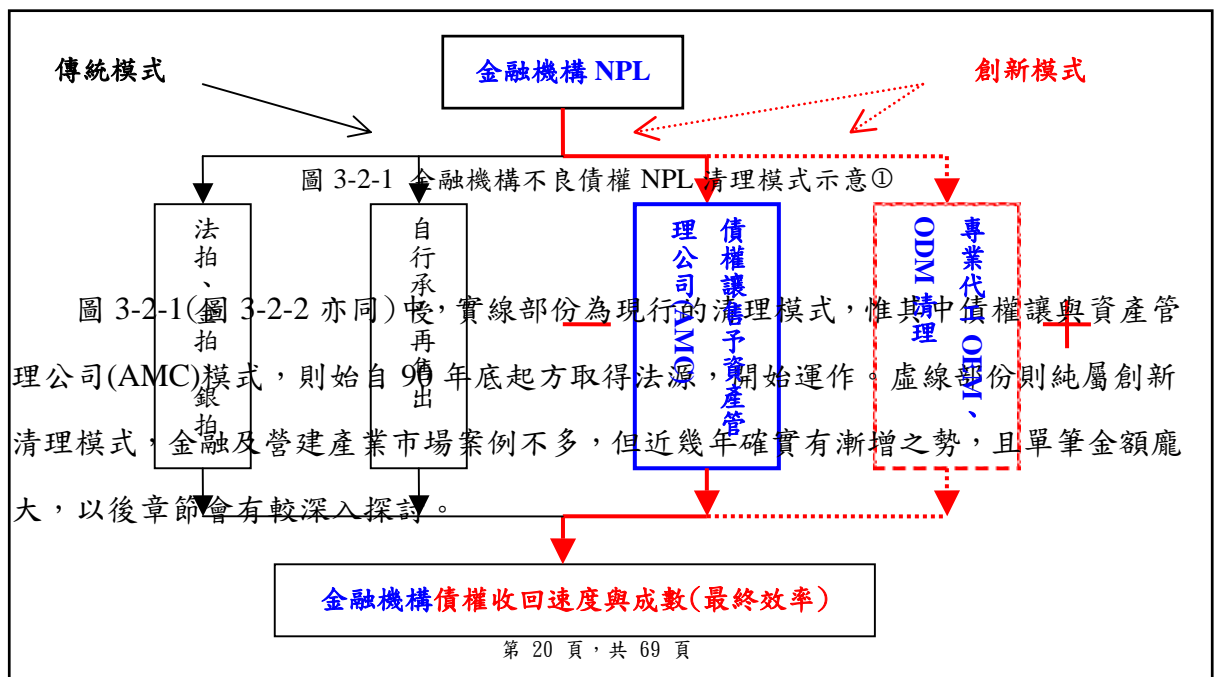 傳統模式
金融機構 NPL
創新模式
圖 3-2-1 金融機構不良債權 NPL 清理模式示意①
法拍、金拍、銀拍
自行承受再售出
債權讓售予資產管
理公司(AMC)
專業代工 OEM、
ODM 清理
圖 3-2-1(圖 3-2-2 亦同)中，實線部份為現行的清理模式，惟其中債權讓與資產管
理公司(AMC)模式，則始自 90 年底起方取得法源，開始運作。虛線部份則純屬創新
清理模式，金融及營建產業市場案例不多，但近幾年確實有漸增之勢，且單筆金額龐
大，以後章節會有較深入探討。
金融機構債權收回速度與成數(最終效率)
第 20 頁，共 69 頁